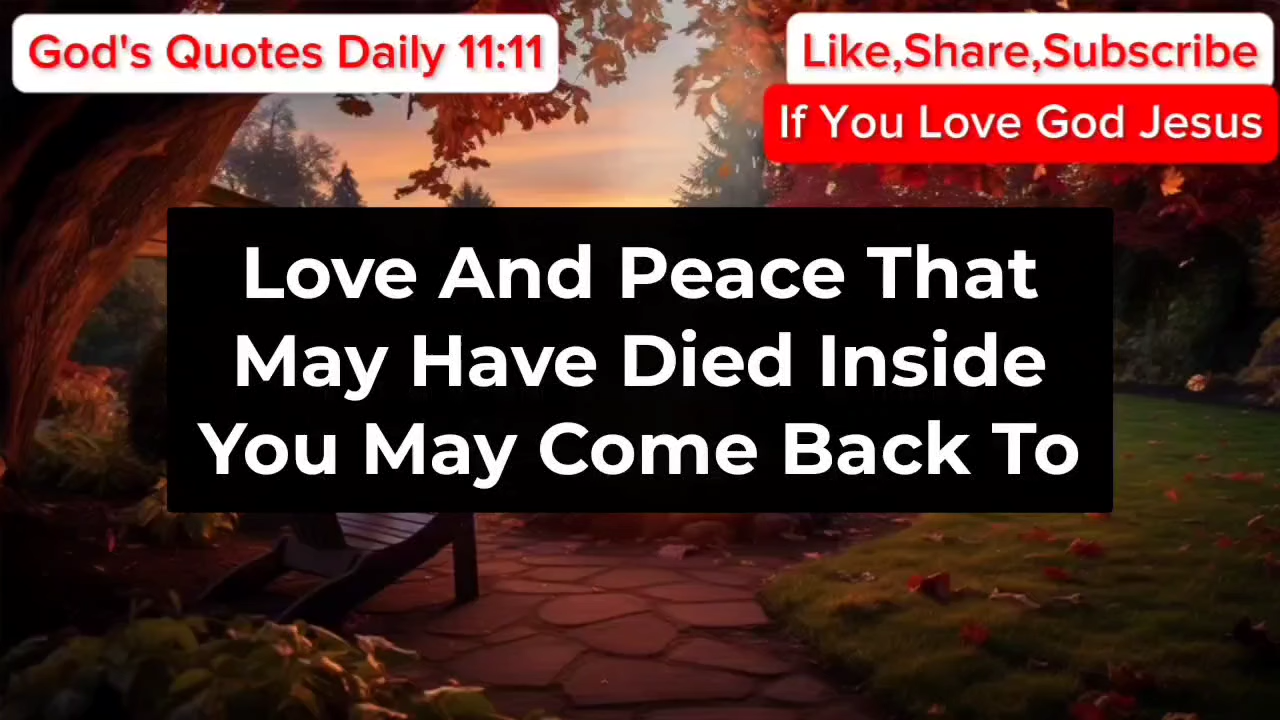 God's Quotes Daily 11:11
Like,Share,Subscribe
If You Love God Jesus
Love And Peace That
May Have Died Inside
You May Come Back To